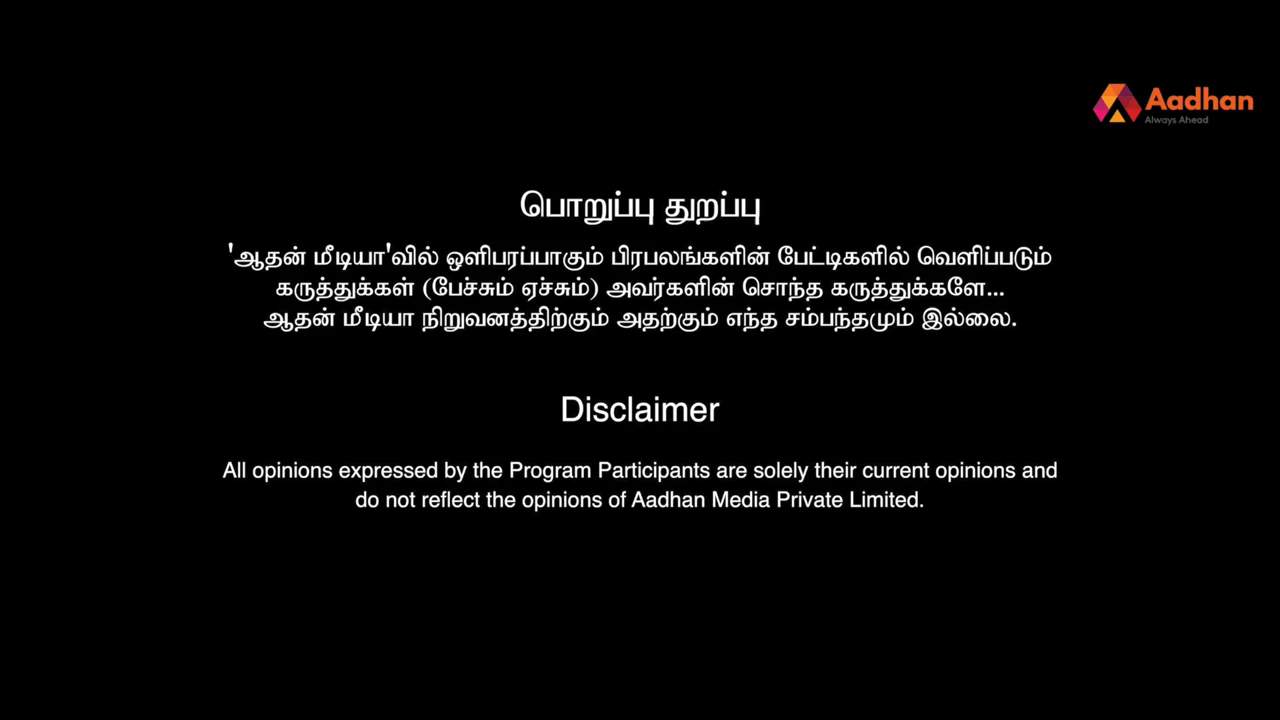 Aadhan
Always Ahead
பொறுப்பு துறப்பு
'ஆதன் மீடியா'வில் ஒளிபரப்பாகும் பிரபலங்களின் பேட்டிகளில் வெளிப்படும்
கருத்துக்கள் (பேச்சும் ஏச்சும்) அவர்களின் சொந்த கருத்துக்களே...
ஆதன் மீடியா நிறுவனத்திற்கும் அதற்கும் எந்த சம்பந்தமும் இல்லை.
Disclaimer
All opinions expressed by the Program Participants are solely their current opinions and
do not reflect the opinions of Aadhan Media Private Limited.